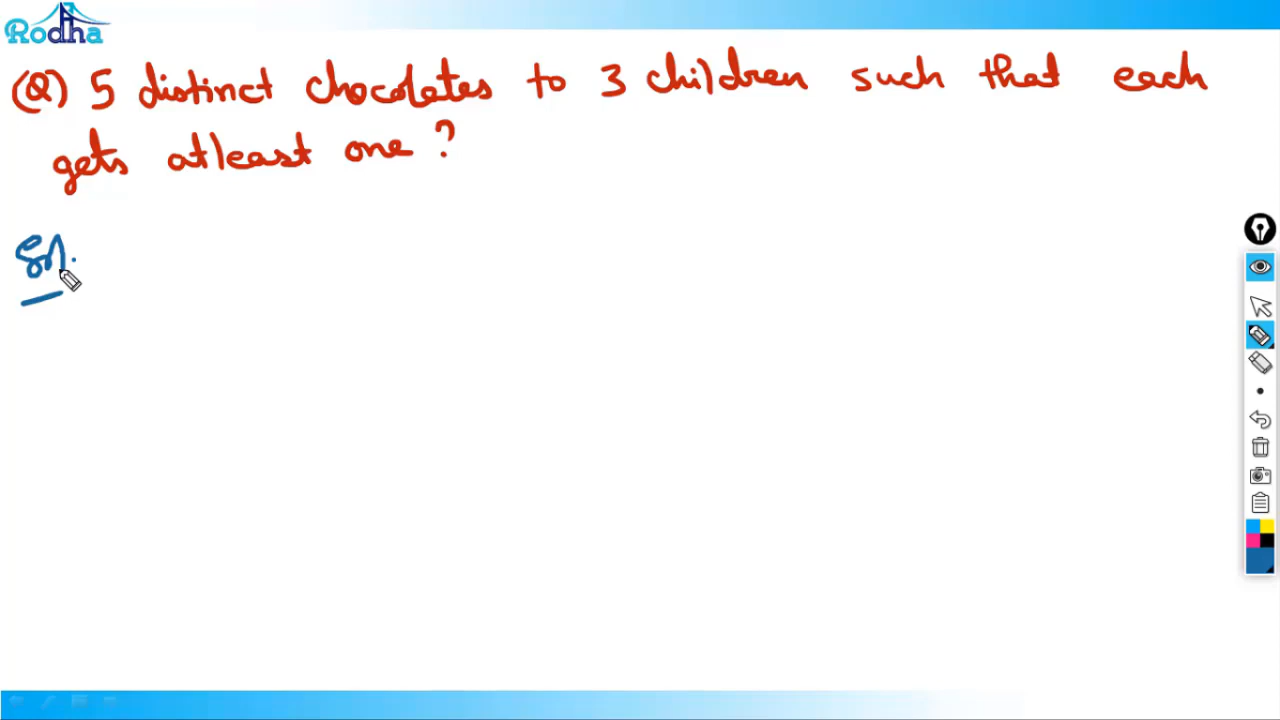 Rodha
(Q) 5 distinct chocolates to 3 children such that each
gets atleast one ?
Sol.